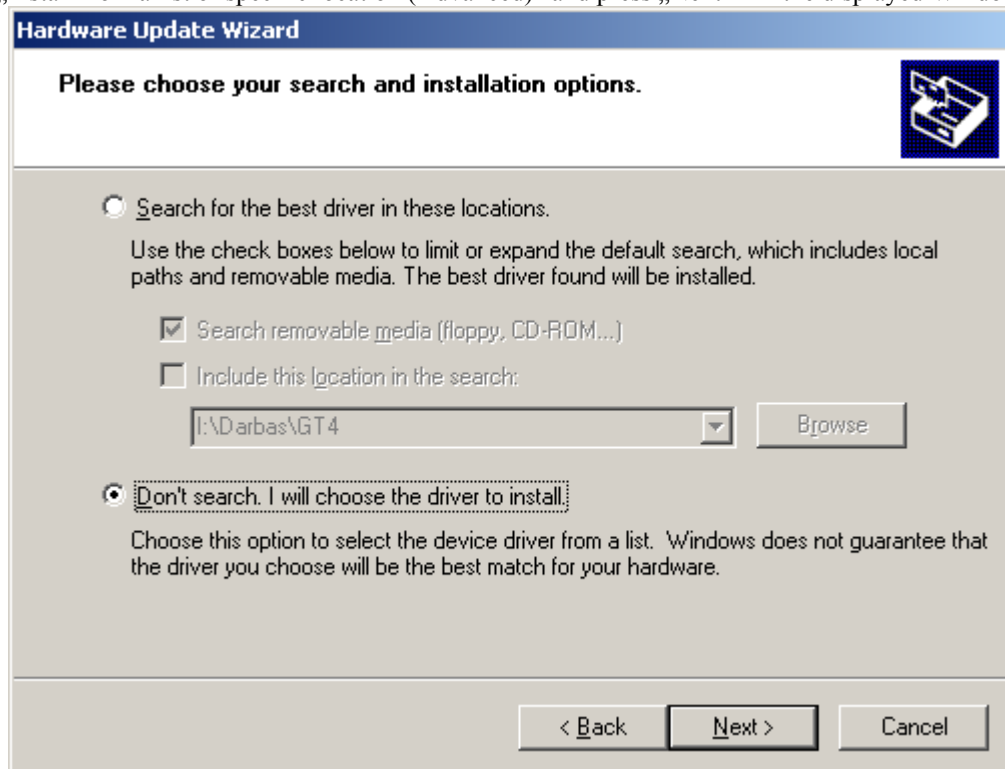 and press
Hardware Update Wizard
Please choose your search and installation options.
Search for the best driver in these locations.
Use the check boxes below to limit or expand the default search, which includes local
paths and removable media. The best driver found will be installed.
Search removable media (floppy, CD-ROM...)
Include this location in the search:
I:\Darbas\GT4
Browse
Don't search. I will choose the driver to install.
Choose this option to select the device driver from a list. Windows does not guarantee that
the driver you choose will be the best match for your hardware.
< Back Next > Cancel